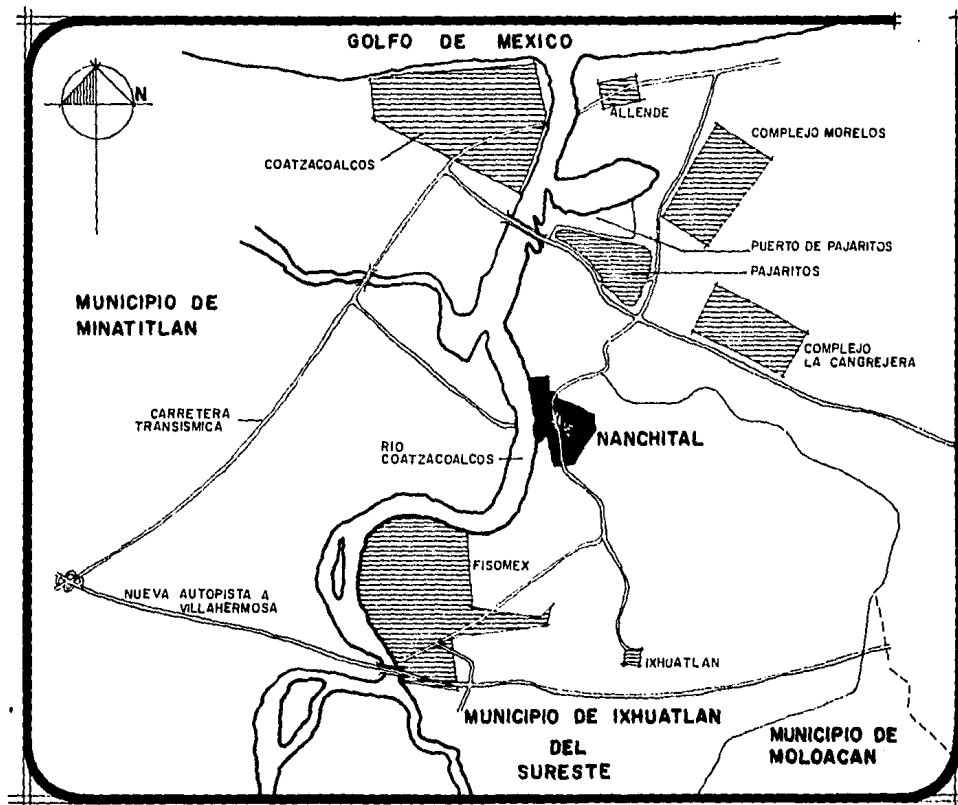 GOLFO DE MEXICO
N
ALLENDE
COMPLEJO MORELOS
COATZACOALCOS
PUERTO DE PAJARITOS
PAJARITOS
MUNICIPIO DE
MINATITLAN
COMPLEJO
LA CANGREJERA
CARRETERA
TRANSISMICA
NANCHITAL
RIO
COATZACOALCOS
FISOMEX
NUEVA AUTOPISTA A
VILLAHERMOSA
IXHUATLAN
MUNICIPIO DE IXHUATLAN
DEL
SURESTE
MUNICIPIO DE
MOLOACAN